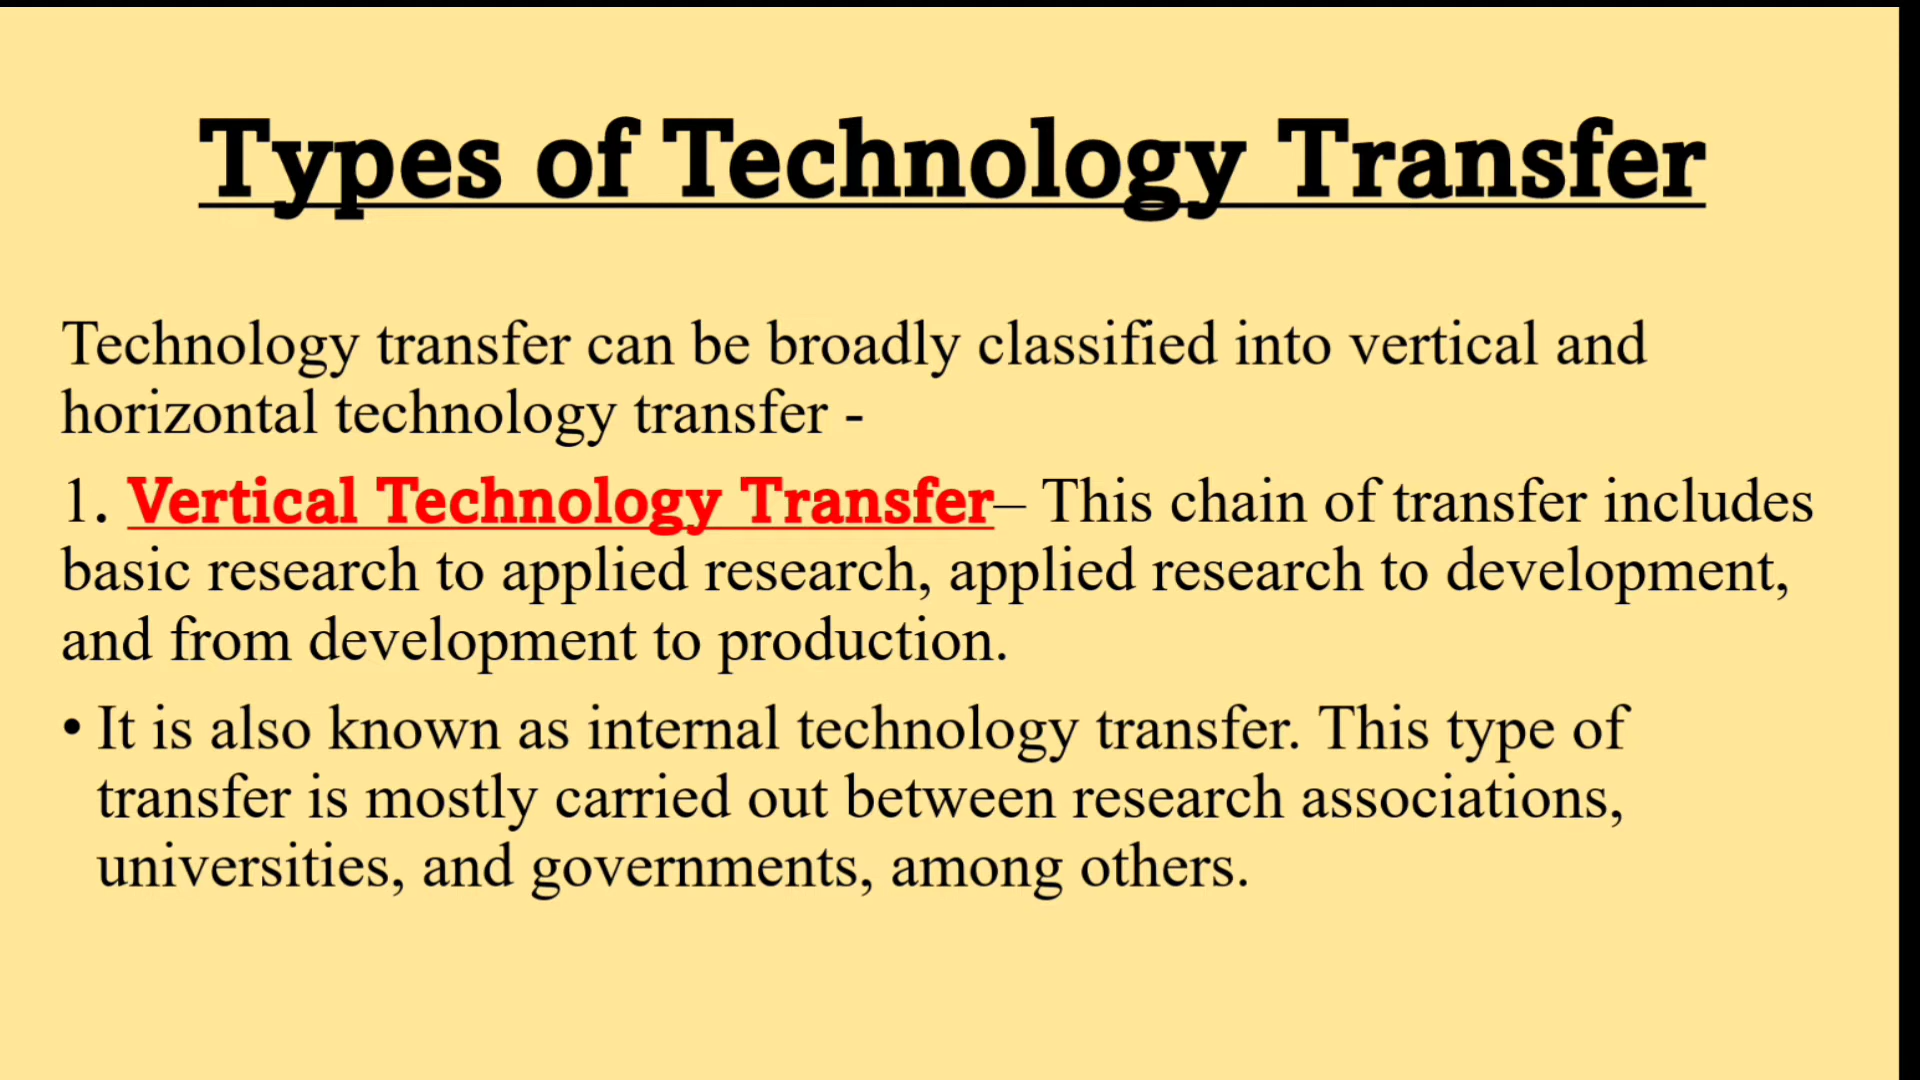 Types of Technology Transfer
Technology transfer can be broadly classified into vertical and
horizontal technology transfer -
1. Vertical Technology Transfer– This chain of transfer includes
basic research to applied research, applied research to development,
and from development to production.
• It is also known as internal technology transfer. This type of
transfer is mostly carried out between research associations,
universities, and governments, among others.